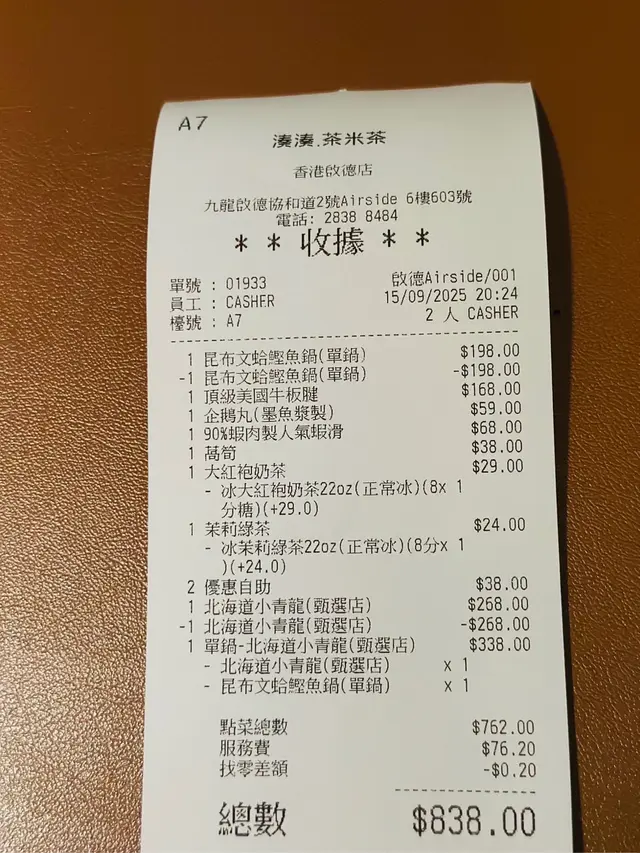 A7
湊湊.茶米茶
香港啟德店
九龍啟德協和道2號Airside 6樓603號
電話: 2838 8484
* * 收據 * *
單號 : 01933 啟德Airside/001
員工 : CASHER 15/09/2025 20:24
檯號 : A7 2 人 CASHER
1 昆布文蛤鰹魚鍋(單鍋) $198.00
-1 昆布文蛤鰹魚鍋(單鍋) -$198.00
1 頂級美國牛板腱 $168.00
1 企鵝丸(墨魚漿製) $59.00
1 90%蝦肉製人氣蝦滑 $68.00
1 萵筍 $38.00
1 大紅袍奶茶 $29.00
- 冰大紅袍奶茶22oz(正常冰)(8x 1
分糖)(+29.0)
1 茉莉綠茶 $24.00
- 冰茉莉綠茶22oz(正常冰)(8分x 1
)(+24.0)
2 優惠自助 $38.00
1 北海道小青龍(甄選店) $268.00
-1 北海道小青龍(甄選店) -$268.00
1 單鍋-北海道小青龍(甄選店) $338.00
- 北海道小青龍(甄選店) x 1
- 昆布文蛤鰹魚鍋(單鍋) x 1
點菜總數 $762.00
服務費 $76.20
找零差額 -$0.20
總數 $838.00